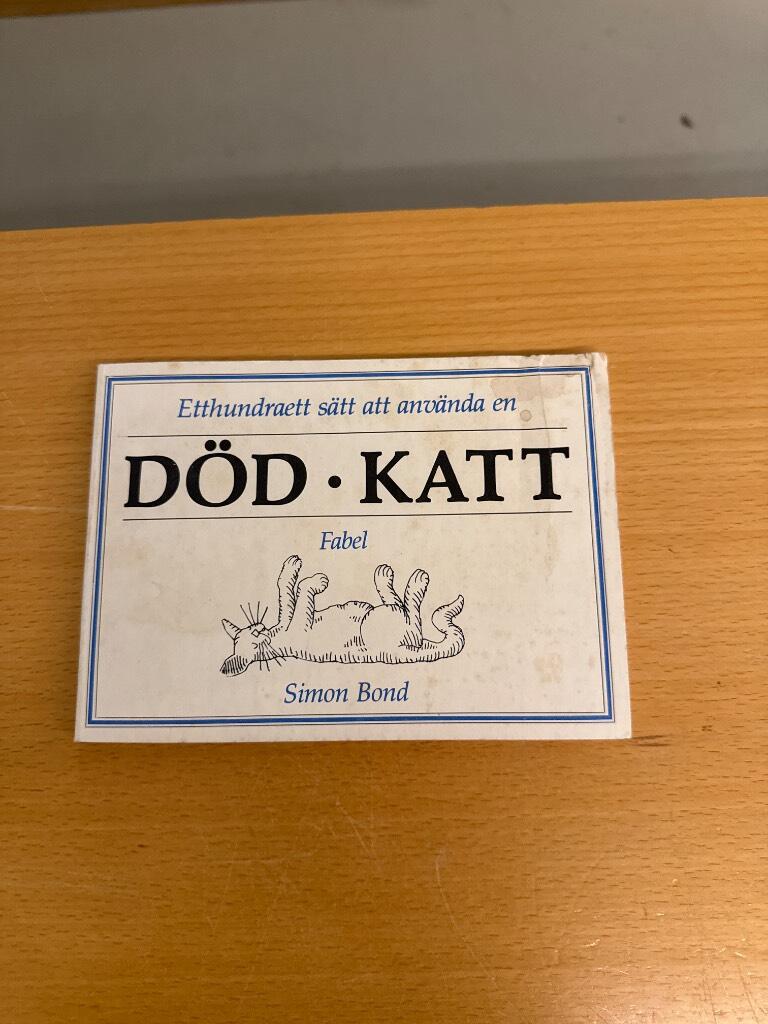 Etthundraett sätt att använda en
DÖD · KATT
Fabel
Simon Bond